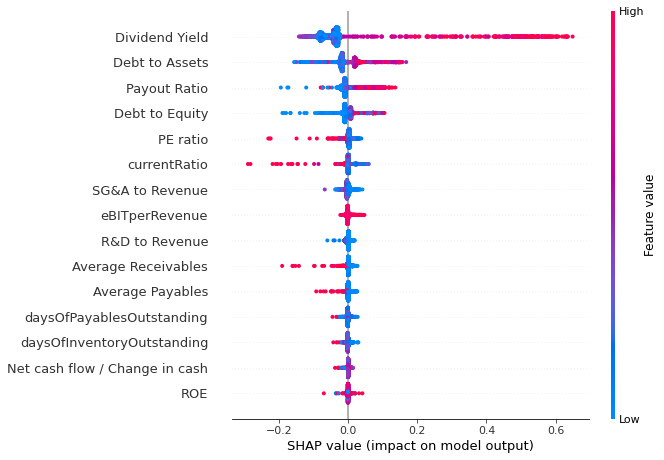 High
Dividend Yield
Debt to Assets
Payout Ratio
Debt to Equity
PE ratio
currentRatio
SG&A to Revenue
eBITperRevenue
R&D to Revenue
Average Receivables
Average Payables
daysOfPayablesOutstanding
daysOfInventoryOutstanding
Net cash flow / Change in cash
ROE
Feature value
Low
−0.2 0.0 0.2 0.4 0.6
SHAP value (impact on model output)